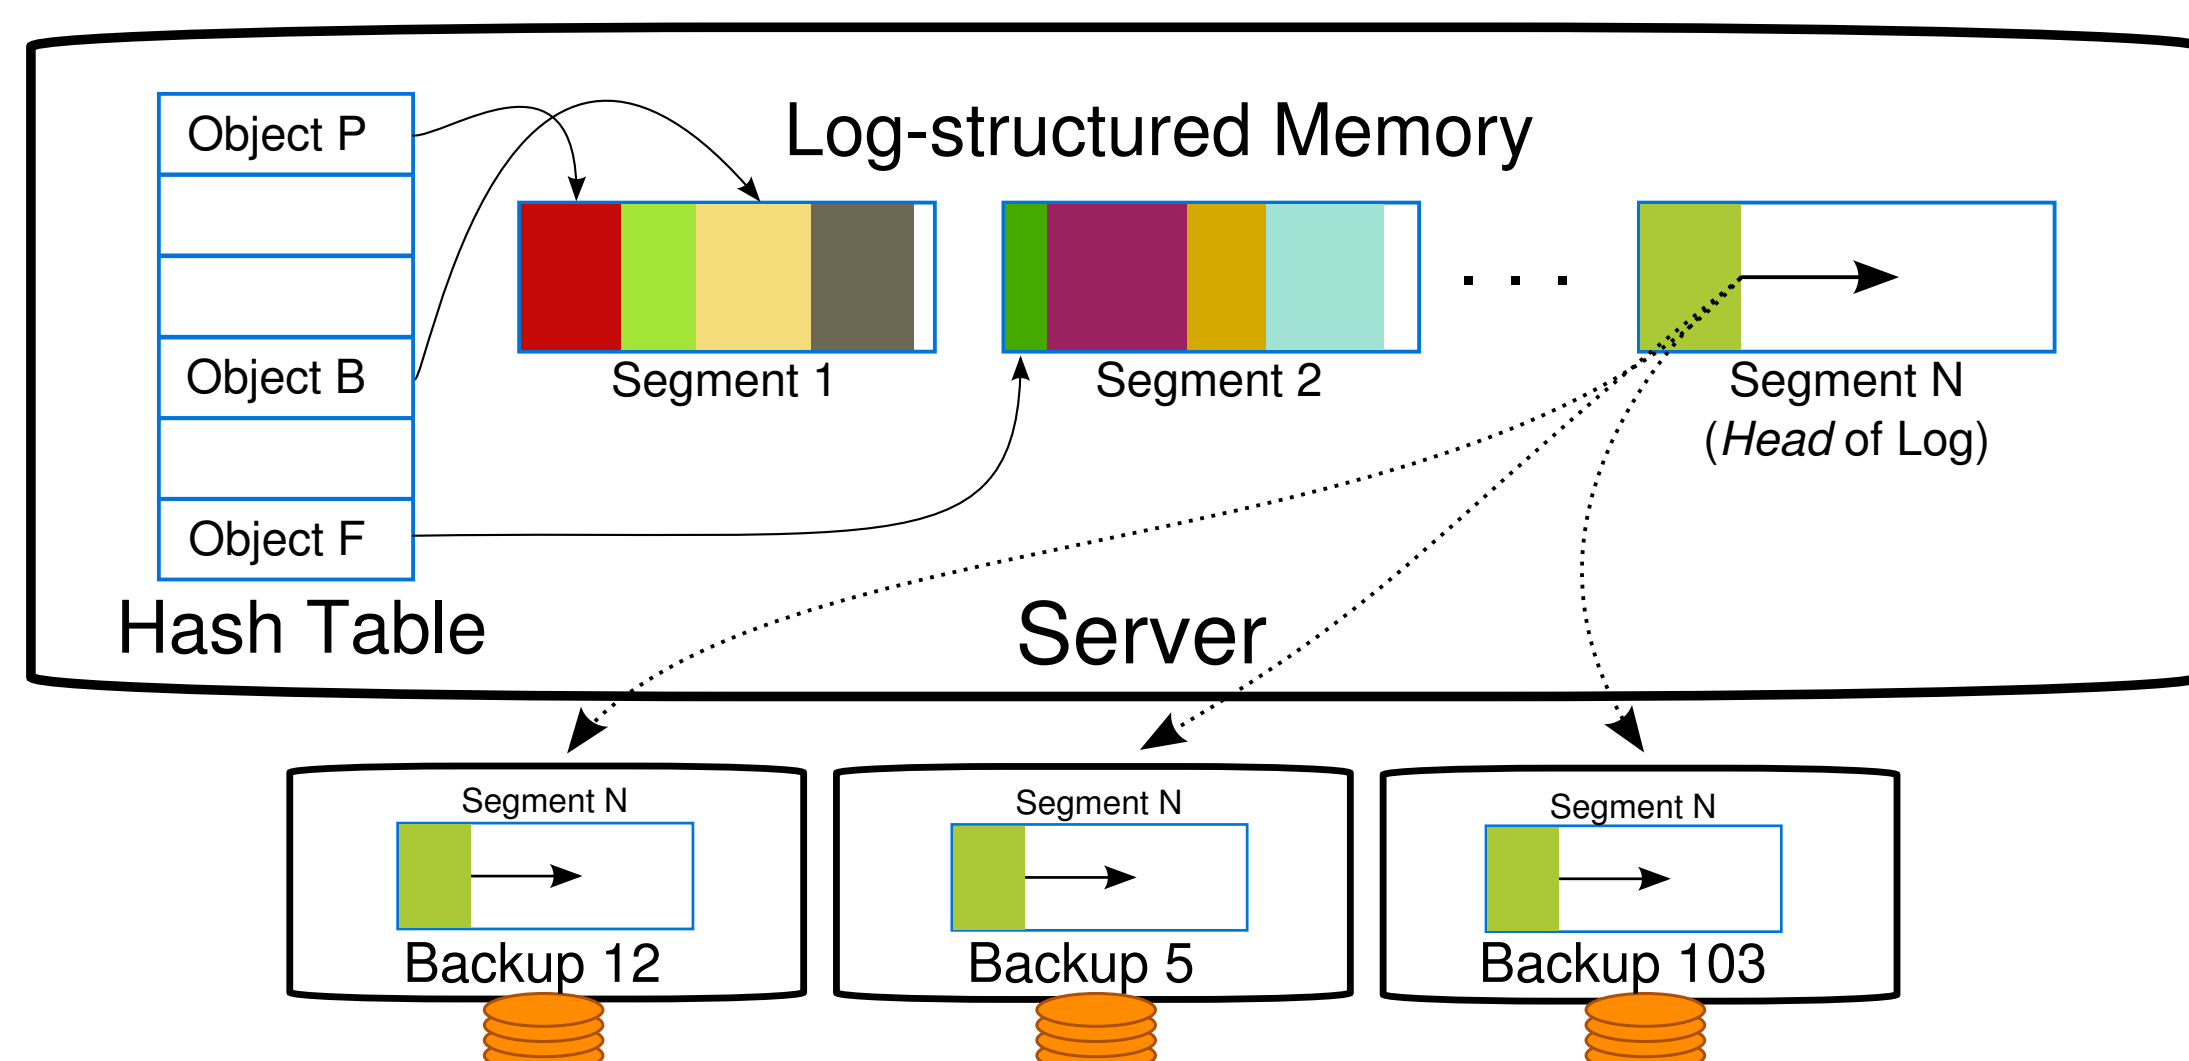 Log-structured Memory
Object P
Object B
Object F
Hash Table
Segment 1
Segment 2
. . .
Segment N
(Head of Log)
Server
Segment N
Backup 12
Segment N
Backup 5
Segment N
Backup 103